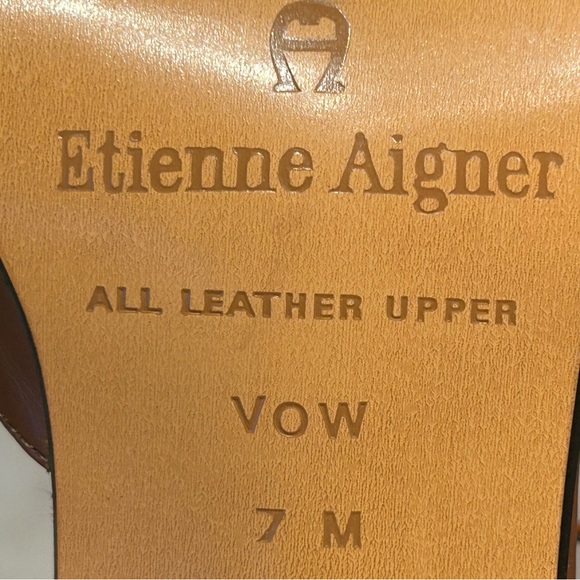 Etienne Aigner
ALL LEATHER UPPER
VOW
7 M